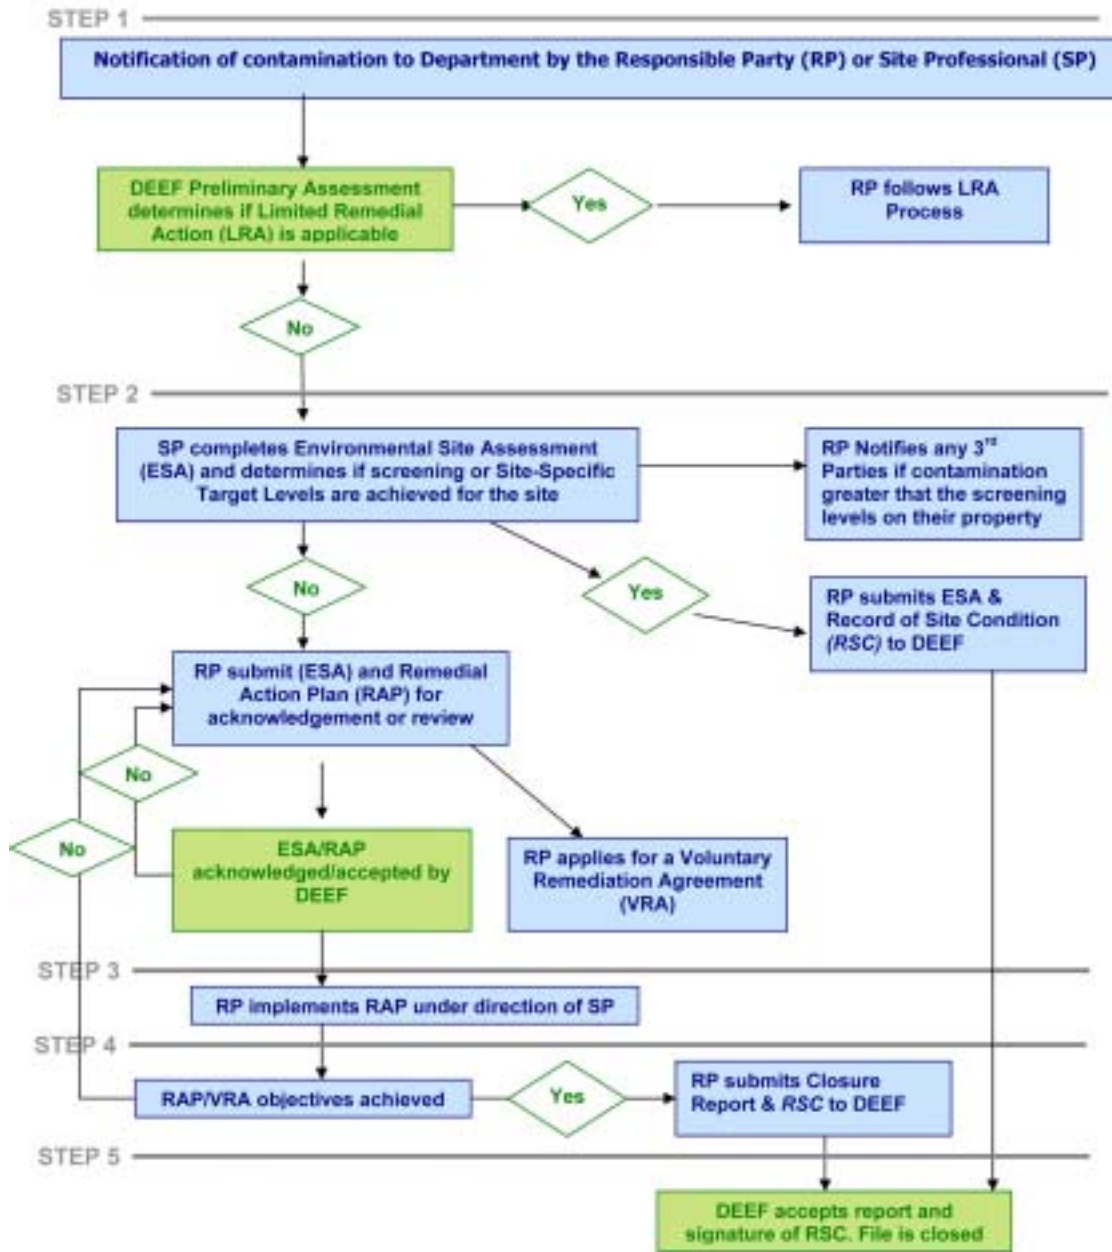 STEP 1
Notification of contamination to Department by the Responsible Party (RP) or Site Professional (SP)
DEEF Preliminary Assessment
determines if Limited Remedial
Action (LRA) is applicable
Yes
RP follows LRA
Process
No
STEP 2
SP completes Environmental Site Assessment
(ESA) and determines if screening or Site-Specific
Target Levels are achieved for the site
RP Notifies any 3rd
Parties if contamination
greater that the screening
levels on their property
No
Yes
RP submits ESA &
Record of Site Condition
(RSC) to DEEF
RP submit (ESA) and Remedial
Action Plan (RAP) for
acknowledgement or review
No
No
ESA/RAP
acknowledged/accepted by
DEEF
RP applies for a Voluntary
Remediation Agreement
(VRA)
STEP 3
RP implements RAP under direction of SP
STEP 4
RAP/VRA objectives achieved
Yes
RP submits Closure
Report & RSC to DEEF
STEP 5
DEEF accepts report and
signature of RSC. File is closed